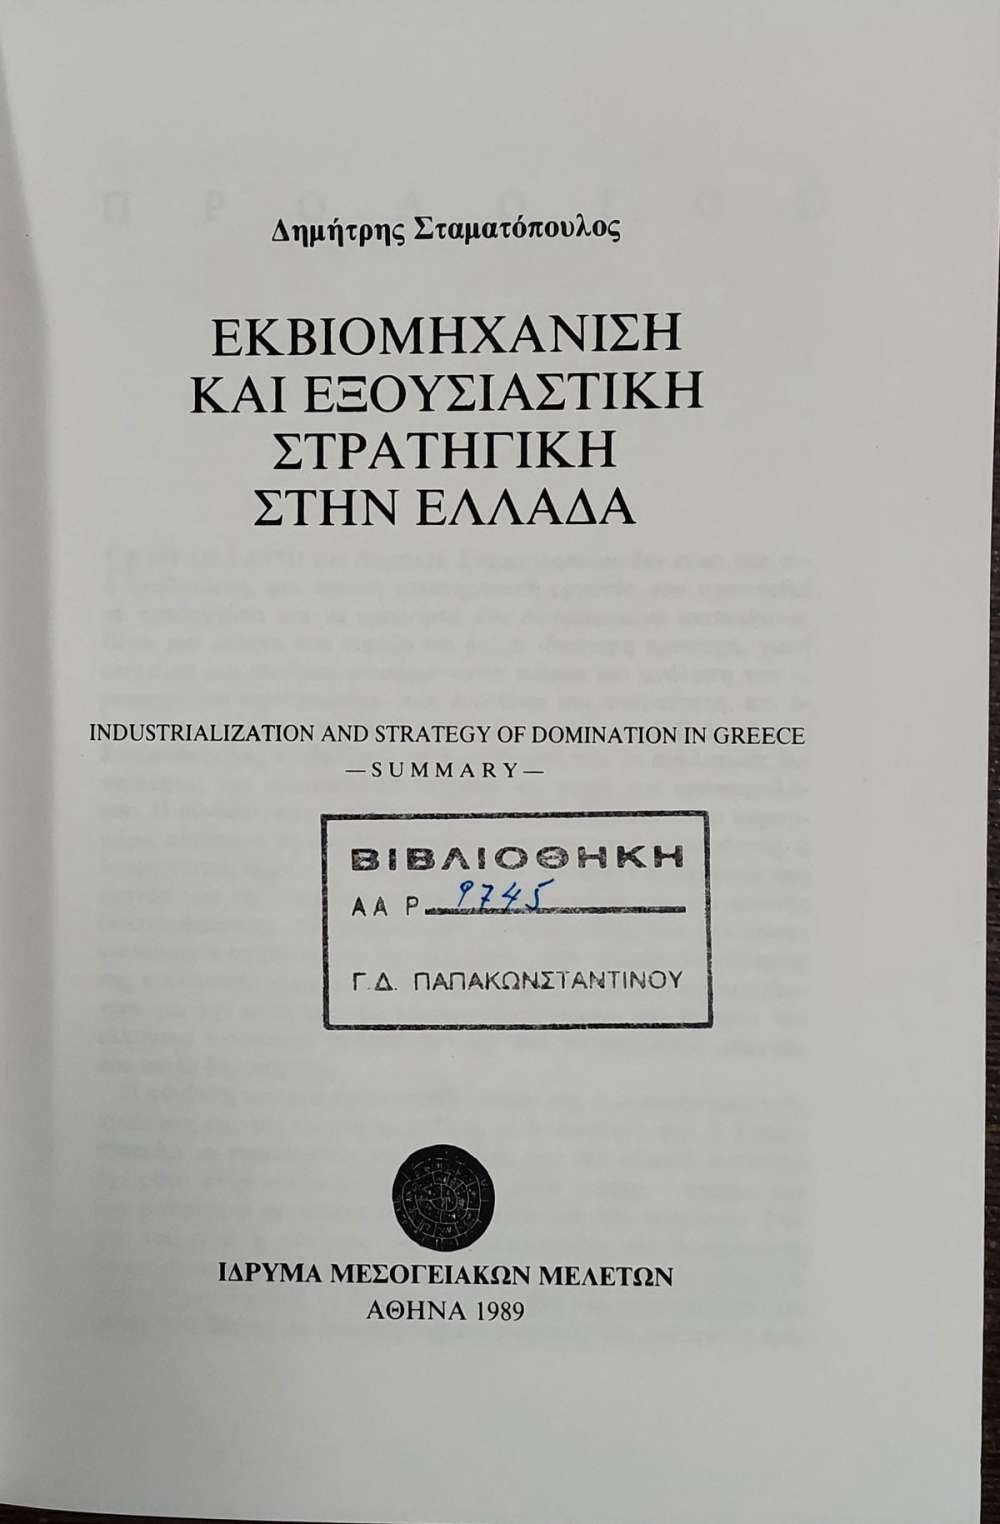 Δημήτρης Σταματόπουλος
ΕΚΒΙΟΜΗΧΑΝΙΣΗ
ΚΑΙ ΕΞΟΥΣΙΑΣΤΙΚΗ
ΣΤΡΑΤΗΓΙΚΗ
ΣΤΗΝ ΕΛΛΑΔΑ
INDUSTRIALIZATION AND STRATEGY OF DOMINATION IN GREECE
—SUMMARY—
ΒΙΒΛΙΟΘΗΚΗ
ΑΑ Ρ 9745
Γ.Δ. ΠΑΠΑΚΩΝΣΤΑΝΤΙΝΟΥ
ΙΔΡΥΜΑ ΜΕΣΟΓΕΙΑΚΩΝ ΜΕΛΕΤΩΝ
ΑΘΗΝΑ 1989